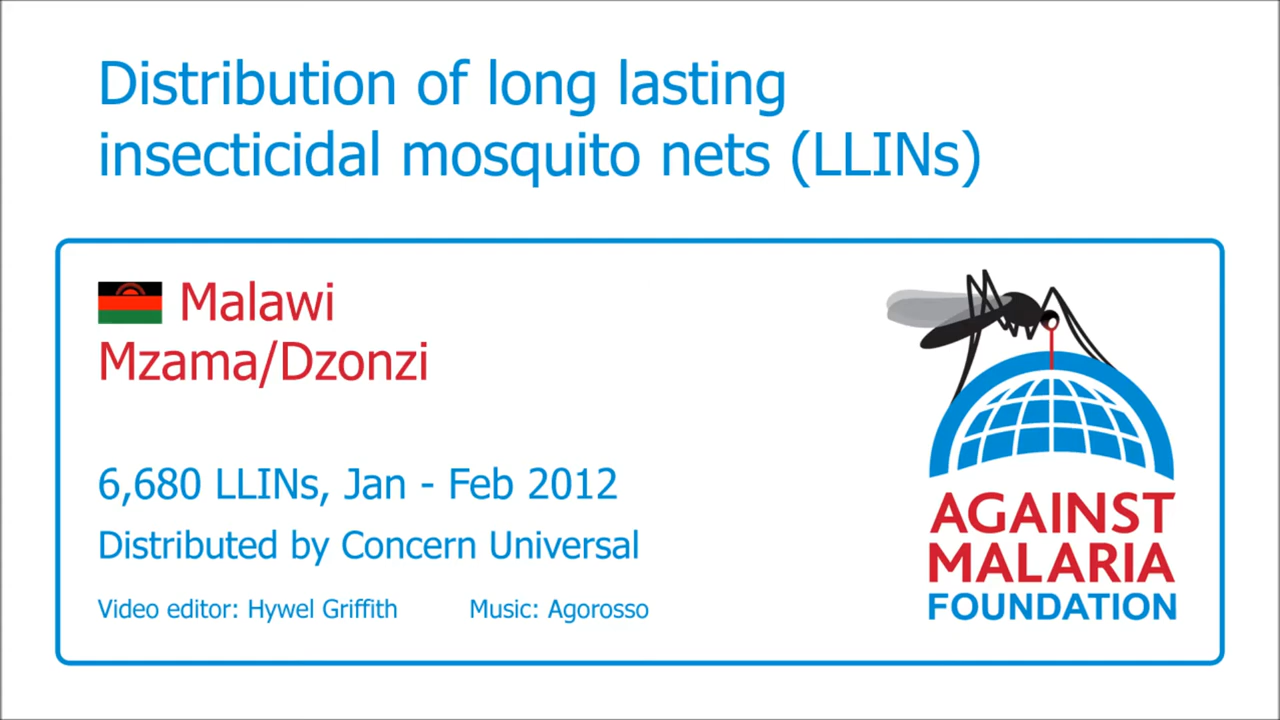 Distribution of long lasting
insecticidal mosquito nets (LLINs)
Malawi
Mzama/Dzonzi
6,680 LLINs, Jan - Feb 2012
Distributed by Concern Universal
Video editor: Hywel Griffith Music: Agorosso
AGAINST
MALARIA
FOUNDATION